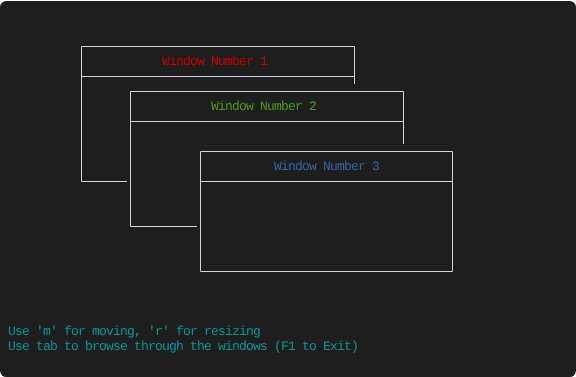 Window Number 1
Window Number 2
Window Number 3
Use 'm' for moving, 'r' for resizing
Use tab to browse through the windows (F1 to Exit)